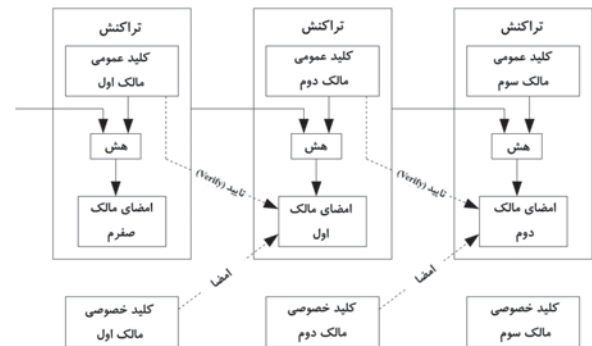 تراکنش
کلید عمومی
مالک اول
هش
امضای مالک
صفرم
تراکنش
کلید عمومی
مالک دوم
هش
امضای مالک
اول
تراکنش
کلید عمومی
مالک سوم
هش
امضای مالک
دوم
تایید (Verify)
تایید (Verify)
امضا
امضا
کلید خصوصی
مالک اول
کلید خصوصی
مالک دوم
کلید خصوصی
مالک سوم